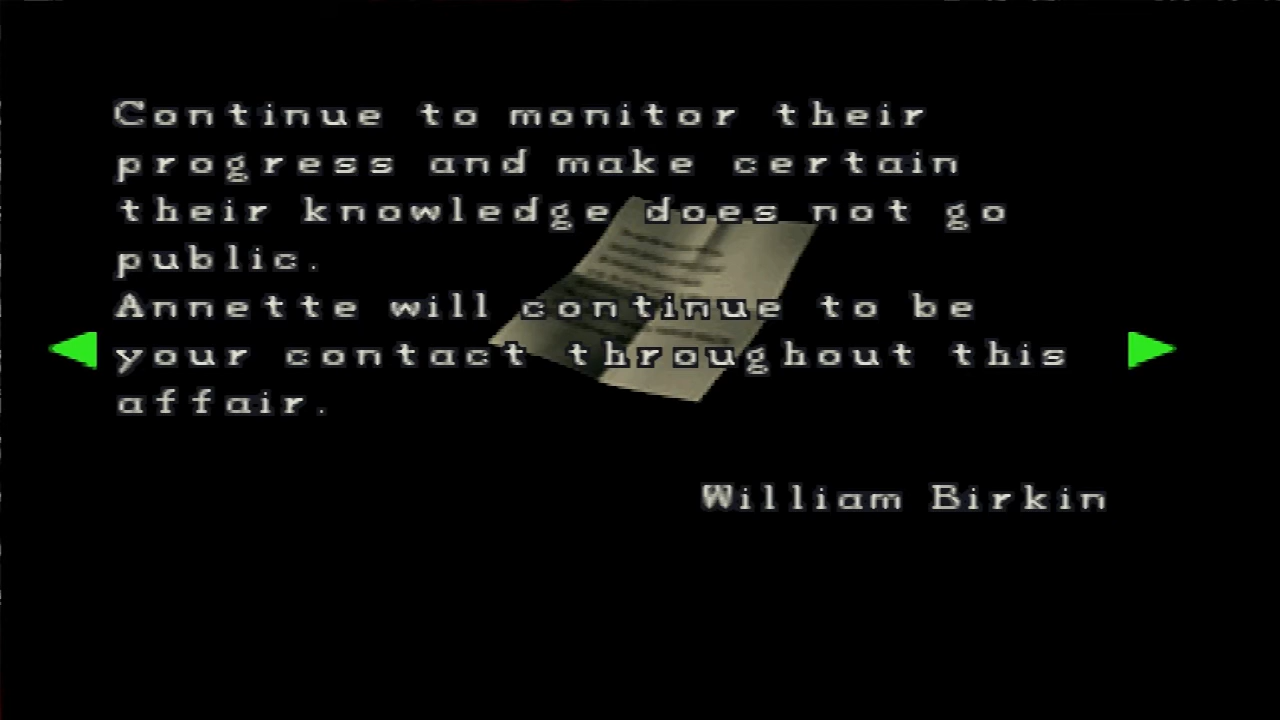 Continue to monitor their
progress and make certain
their knowledge does not go
public.
Annette will continue to be
your contact throughout this
affair.
William Birkin